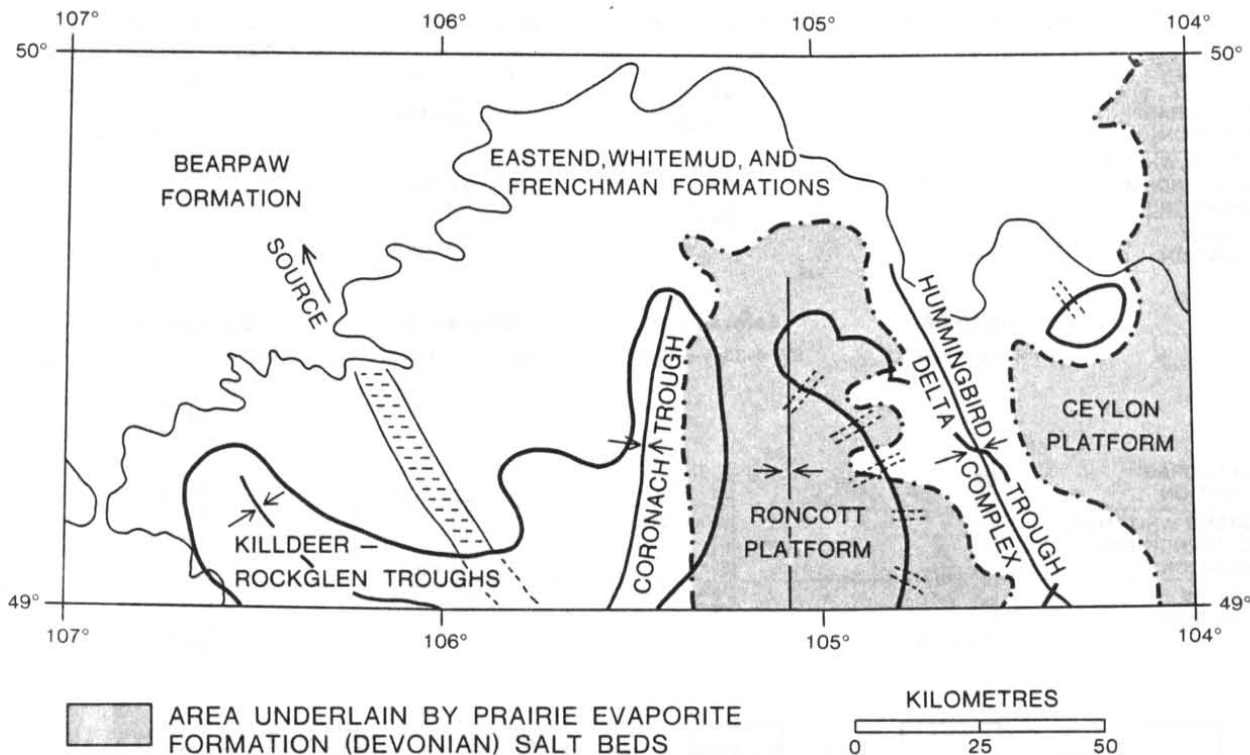 107°
106°
105°
104°
50°
50°
BEARPAW
FORMATION
EASTEND, WHITEMUD, AND
FRENCHMAN FORMATIONS
SOURCE
HUMMINGBIRD TROUGH
DELTA COMPLEX
CORONACH TROUGH
CEYLON
PLATFORM
RONCOTT
PLATFORM
KILLDEER –
ROCKGLEN TROUGHS
49°
49°
107°
106°
105°
104°
AREA UNDERLAIN BY PRAIRIE EVAPORITE
FORMATION (DEVONIAN) SALT BEDS
KILOMETRES
0 25 50